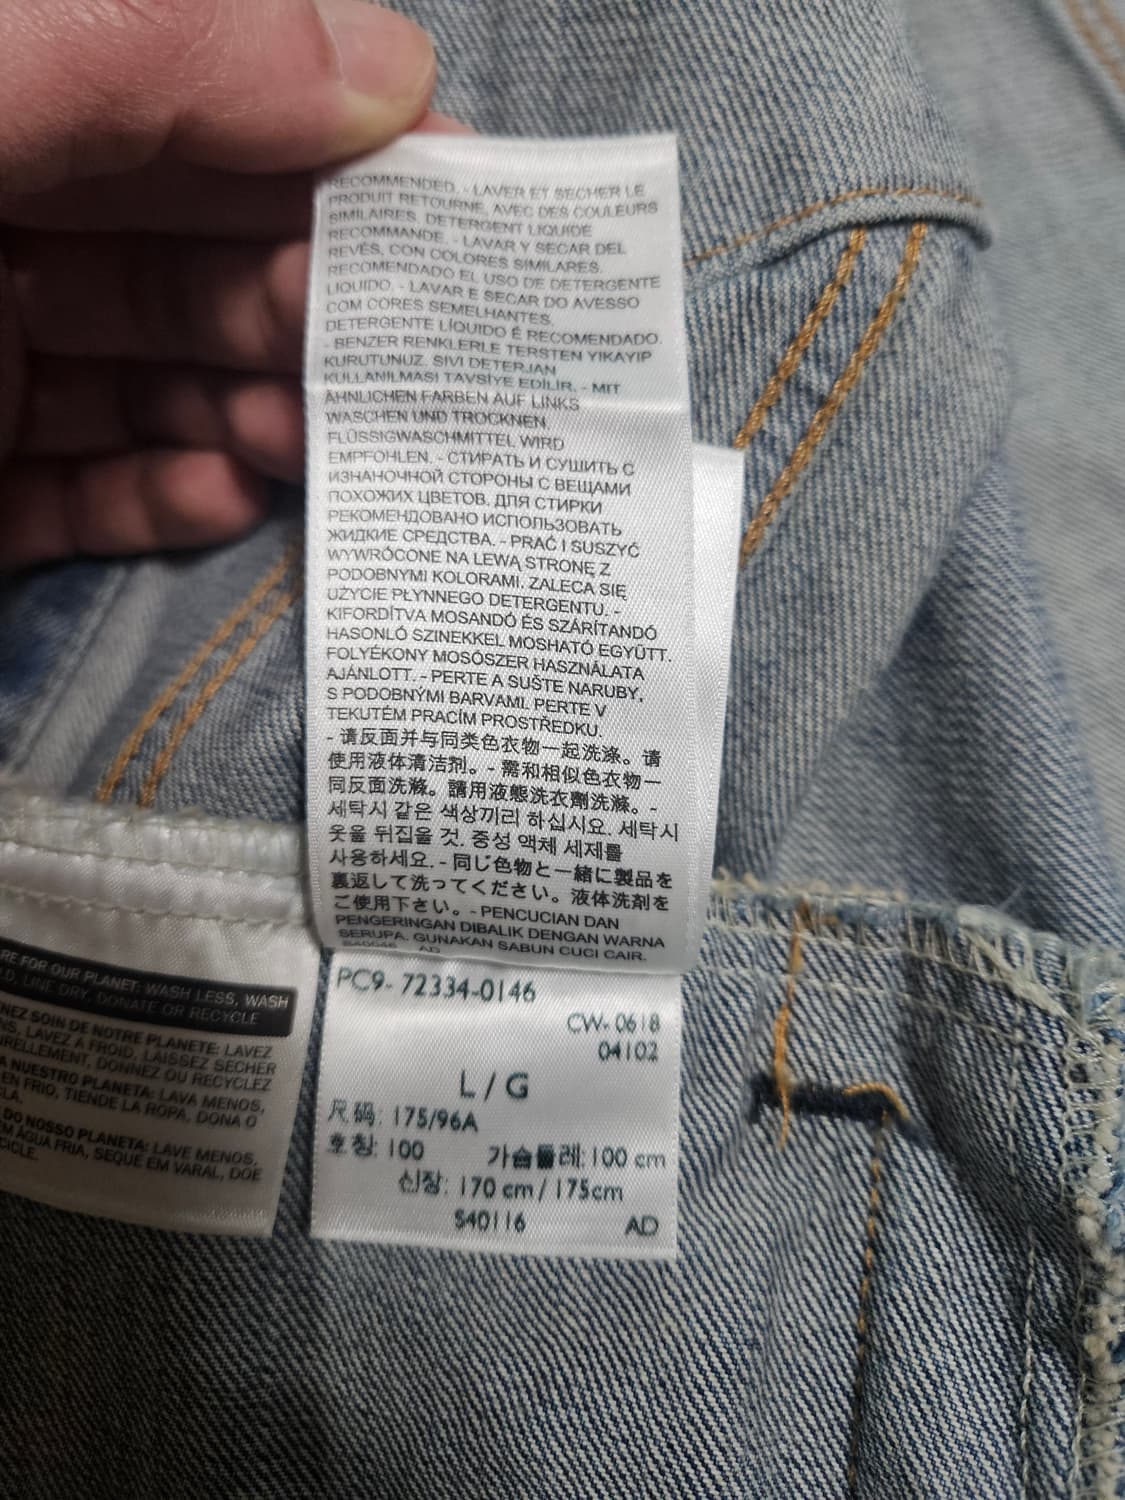 RECOMMENDED. - LAVER ET SECHER LE
PRODUIT RETOURNE, AVEC DES COULEURS
SIMILAIRES. DETERGENT LIQUIDE
RECOMMANDE. - LAVAR Y SECAR DEL
REVÉS, CON COLORES SIMILARES.
RECOMENDADO EL USO DE DETERGENTE
LIQUIDO. - LAVAR E SECAR DO AVESSO
COM CORES SEMELHANTES.
DETERGENTE LÍQUIDO É RECOMENDADO.
- BENZER RENKLERLE TERSTEN YIKAYIP
KURUTUNUZ. SIVI DETERJAN
KULLANILMASI TAVSİYE EDİLİR. - MIT
ÄHNLICHEN FARBEN AUF LINKS
WASCHEN UND TROCKNEN.
FLÜSSIGWASCHMITTEL WIRD
EMPFOHLEN. - СТИРАТЬ И СУШИТЬ С
ИЗНАНОЧНОЙ СТОРОНЫ С ВЕЩАМИ
ПОХОЖИХ ЦВЕТОВ. ДЛЯ СТИРКИ
РЕКОМЕНДОВАНО ИСПОЛЬЗОВАТЬ
ЖИДКИЕ СРЕДСТВА. - PRAĆ I SUSZYĆ
WYWRÓCONE NA LEWĄ STRONĘ Z
PODOBNYMI KOLORAMI. ZALECA SIĘ
UŻYCIE PŁYNNEGO DETERGENTU. -
KIFORDÍTVA MOSANDÓ ÉS SZÁRÍTANDÓ
HASONLÓ SZINEKKEL MOSHATÓ EGYÜTT.
FOLYÉKONY MOSÓSZER HASZNÁLATA
AJÁNLOTT. - PERTE A SUŠTE NARUBY,
S PODOBNÝMI BARVAMI. PERTE V
TEKUTÉM PRACÍM PROSTŘEDKU.
- 请反面并与同类色衣物一起洗涤。请
使用液体清洁剂。- 需和相似色衣物一
同反面洗滌。請用液態洗衣劑洗滌。-
세탁시 같은 색상끼리 하십시요. 세탁시
옷을 뒤집을 것. 중성 액체 세제를
사용하세요. - 同じ色物と一緒に製品を
裏返して洗ってください。液体洗剤を
ご使用下さい。- PENCUCIAN DAN
PENGERINGAN DIBALIK DENGAN WARNA
SERUPA. GUNAKAN SABUN CUCI CAIR.
AD
PC9- 72334-0146
CW- 0618
04102
L / G
尺码: 175/96A
호칭: 100 가슴둘레: 100 cm
신장: 170 cm / 175cm
S40116 AD
RE FOR OUR PLANET: WASH LESS, WASH
D, LINE DRY, DONATE OR RECYCLE
NEZ SOIN DE NOTRE PLANETE: LAVEZ
NS, LAVEZ À FROID, LAISSEZ SECHER
URELLEMENT, DONNEZ OU RECYCLEZ
A NUESTRO PLANETA: LAVA MENOS,
EN FRIO, TIENDE LA ROPA, DONA O
CLA.
DO NOSSO PLANETA: LAVE MENOS,
EM ÁGUA FRIA, SEQUE EM VARAL, DOE
CICLE.